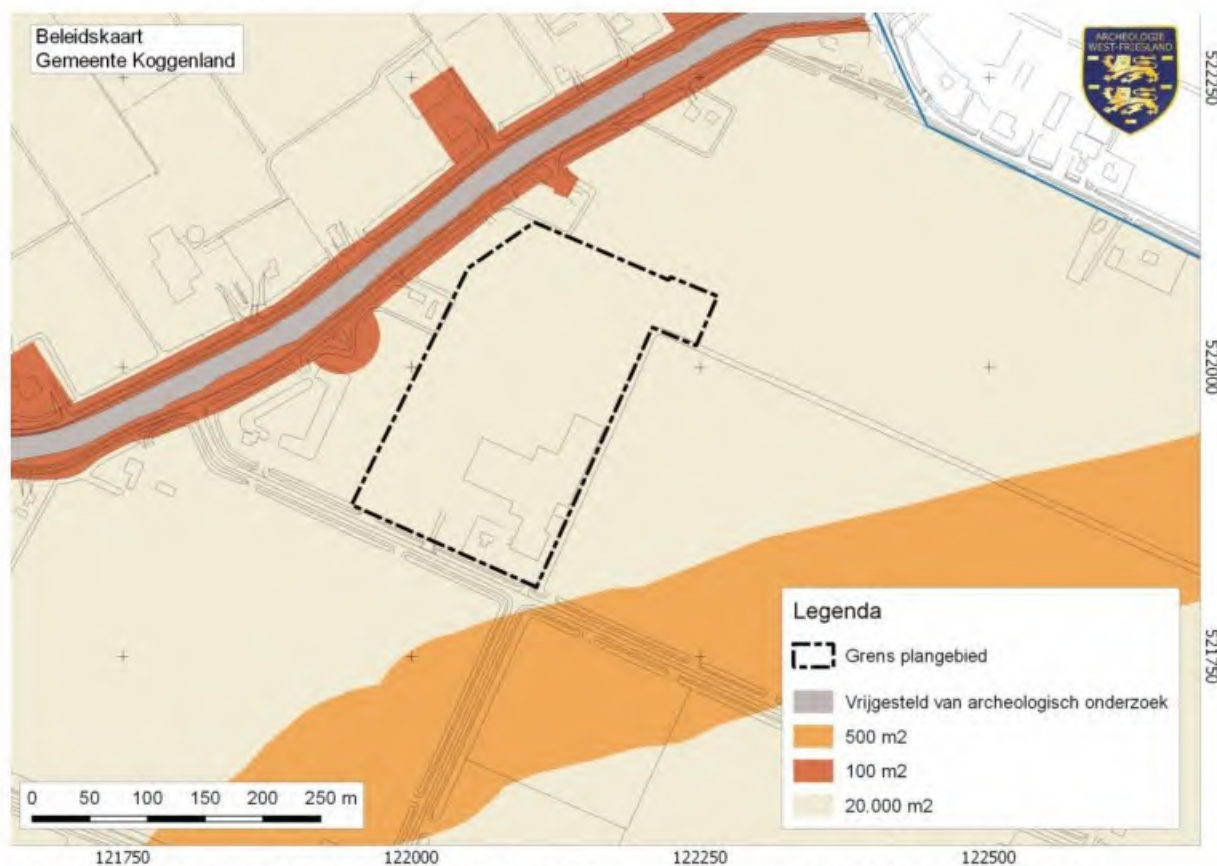 Beleidskaart
Gemeente Koggenland
ARCHEOLOGIE
WEST-FRIESLAND
522250
522000
521750
Legenda
Grens plangebied
Vrijgesteld van archeologisch onderzoek
500 m2
100 m2
20.000 m2
0 50 100 150 200 250 m
121750 122000 122250 122500